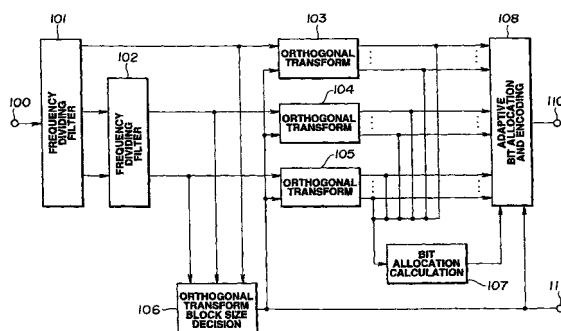 101
102
103
108
100
FREQUENCY
DIVIDING
FILTER
FREQUENCY
DIVIDING
FILTER
ORTHOGONAL
TRANSFORM
104
ORTHOGONAL
TRANSFORM
105
ORTHOGONAL
TRANSFORM
ADAPTIVE
BIT ALLOCATION
AND ENCODING
110
BIT
ALLOCATION
CALCULATION
107
106
ORTHOGONAL
TRANSFORM
BLOCK SIZE
DECISION
11